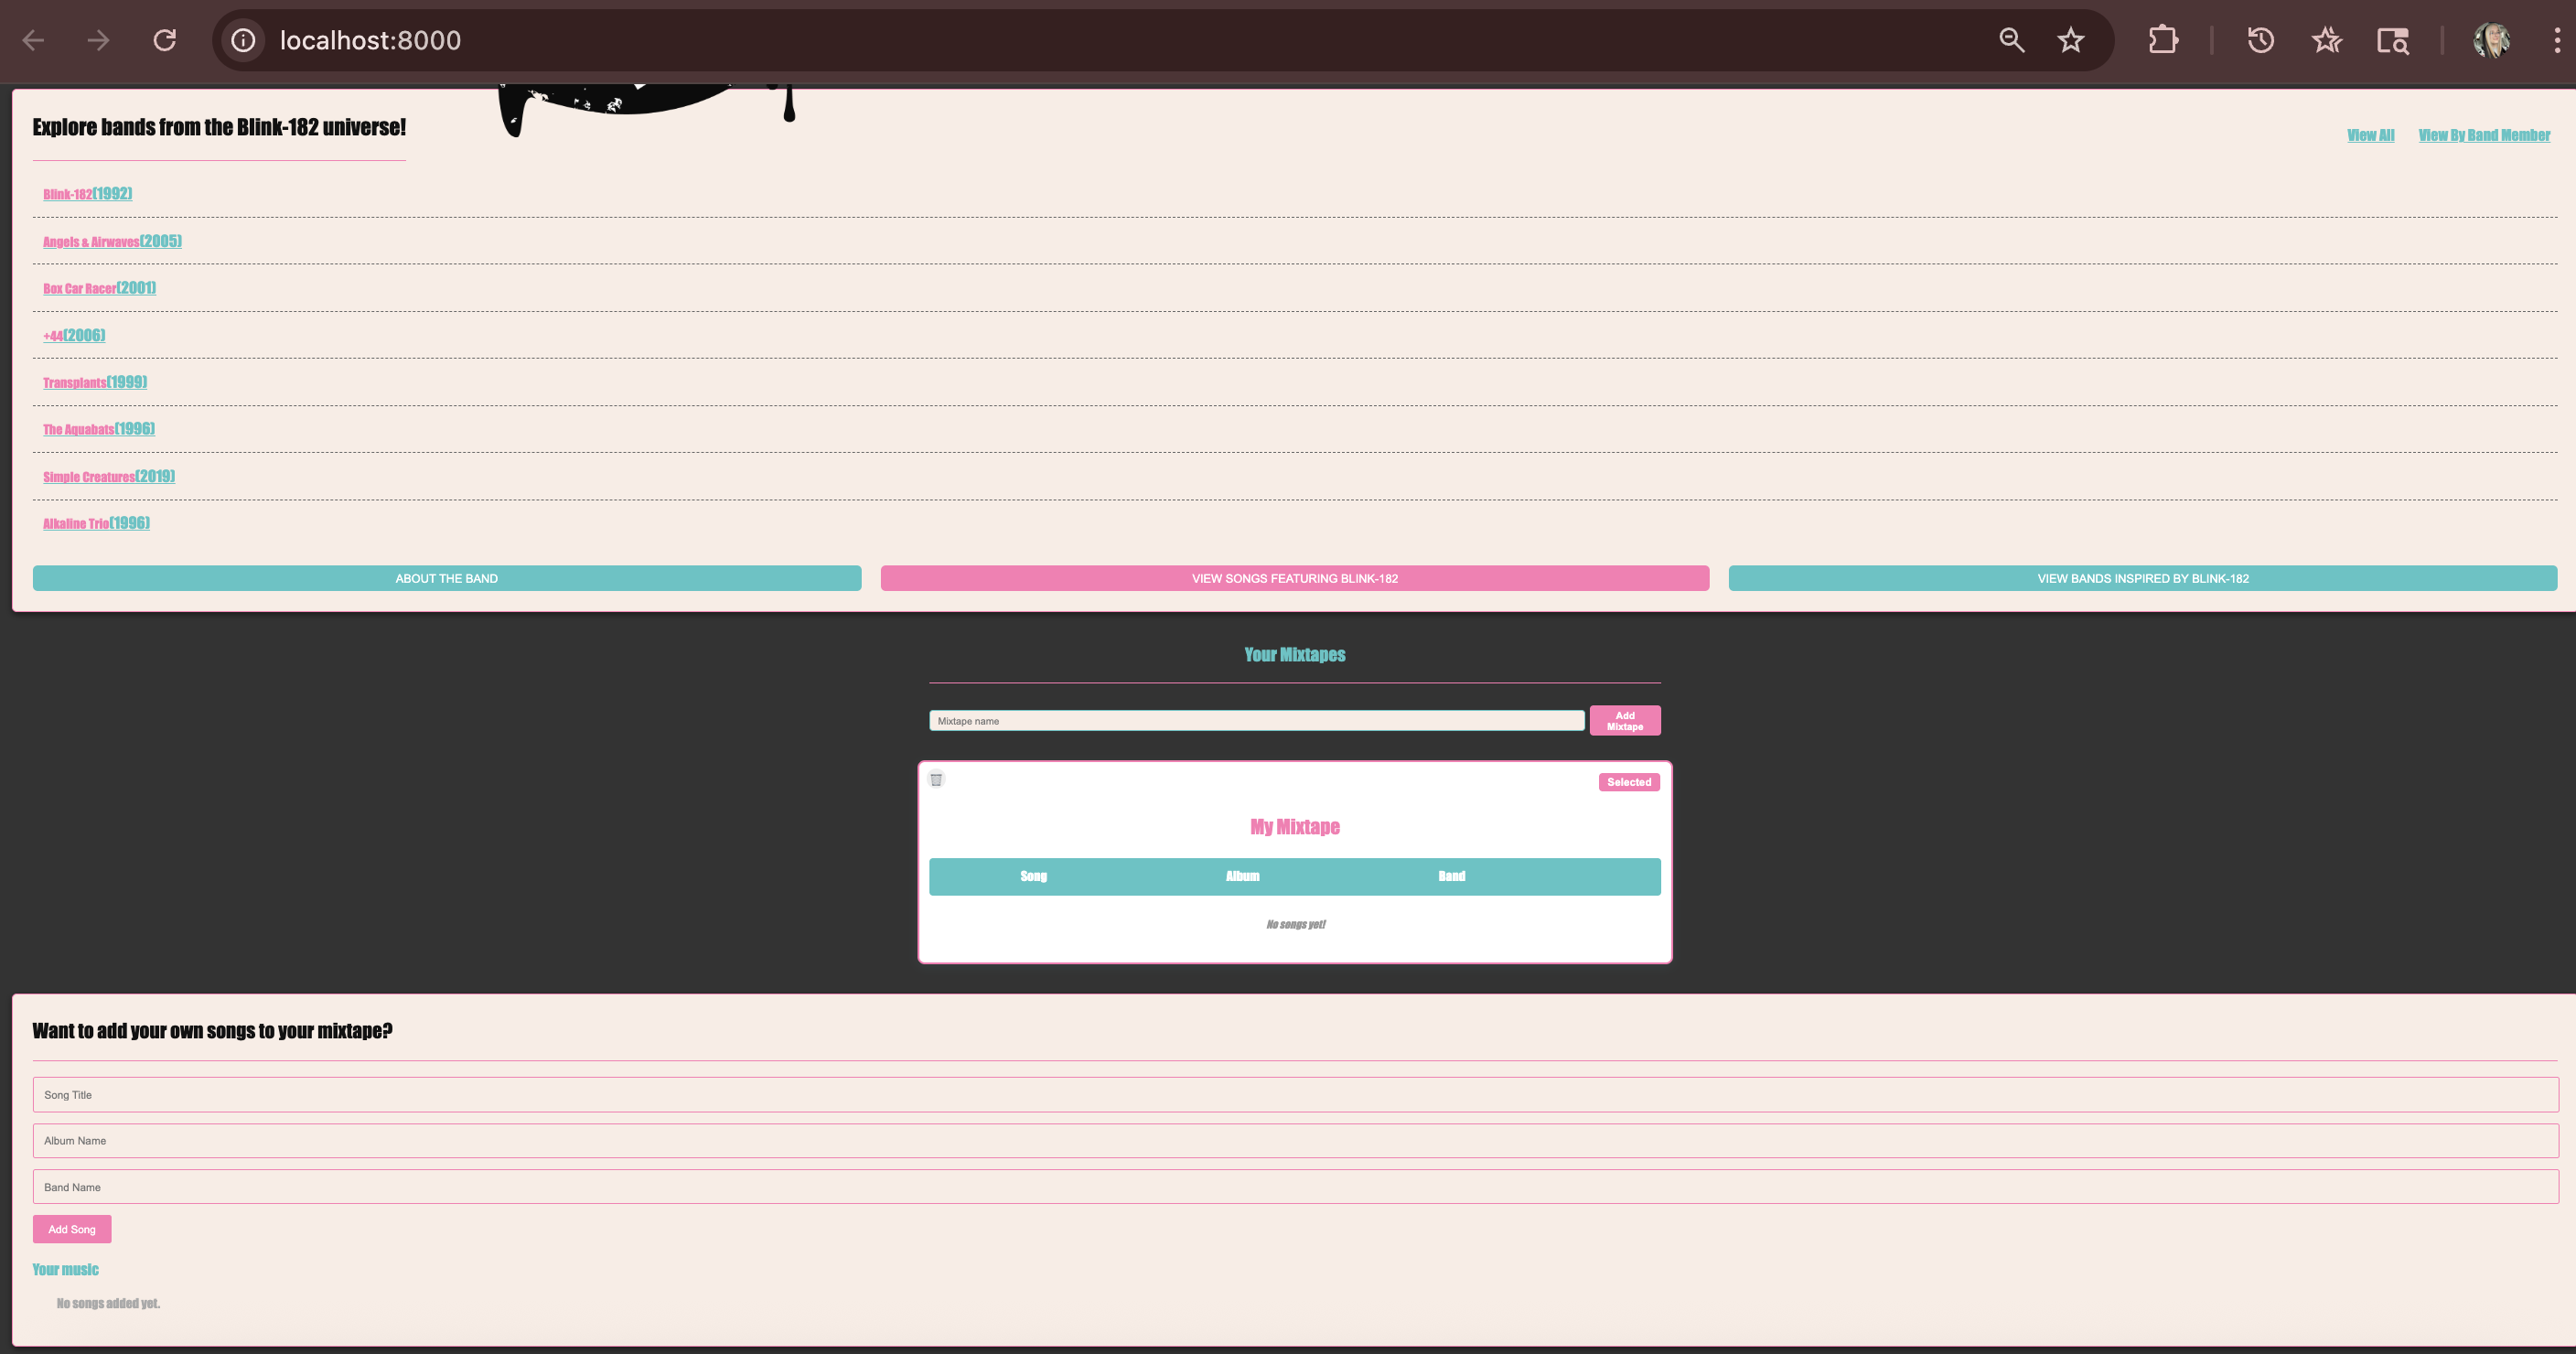 localhost:8000
Explore bands from the Blink-182 universe!
View All View By Band Member
Blink-182(1992)
Angels & Airwaves(2005)
Box Car Racer(2001)
+44(2006)
Transplants(1999)
The Aquabats(1996)
Simple Creatures(2019)
Alkaline Trio(1996)
ABOUT THE BAND VIEW SONGS FEATURING BLINK-182 VIEW BANDS INSPIRED BY BLINK-182
Your Mixtapes
Mixtape name
Add
Mixtape
Selected
My Mixtape
Song Album Band
No songs yet!
Want to add your own songs to your mixtape?
Song Title
Album Name
Band Name
Add Song
Your music
No songs added yet.